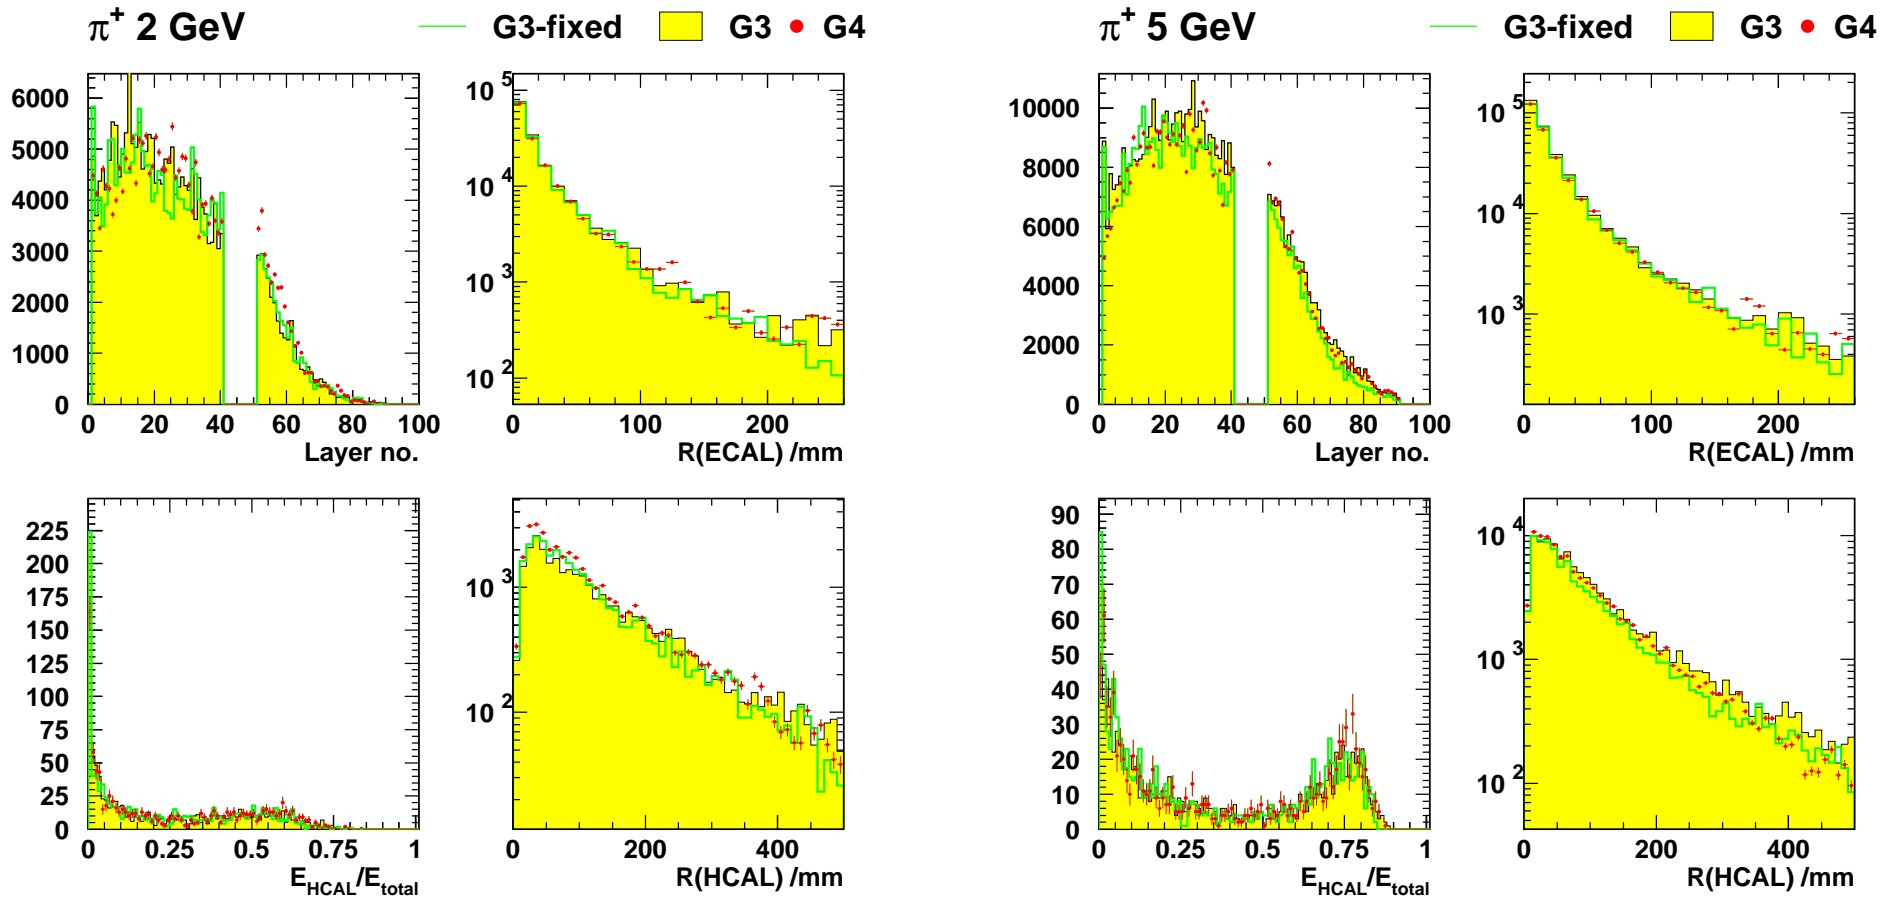 π+ 2 GeV G3-fixed G3 G4
6000
5000
4000
3000
2000
1000
0
0 20 40 60 80 100
Layer no.
10 5
10 4
10 3
10 2
0 100 200
R(ECAL) /mm
225
200
175
150
125
100
75
50
25
0
0 0.25 0.5 0.75 1
E_HCAL/E_total
10 3
10 2
0 200 400
R(HCAL) /mm
π+ 5 GeV G3-fixed G3 G4
10000
8000
6000
4000
2000
0
0 20 40 60 80 100
Layer no.
10 5
10 4
10 3
0 100 200
R(ECAL) /mm
90
80
70
60
50
40
30
20
10
0
0 0.25 0.5 0.75 1
E_HCAL/E_total
10 4
10 3
10 2
0 200 400
R(HCAL) /mm